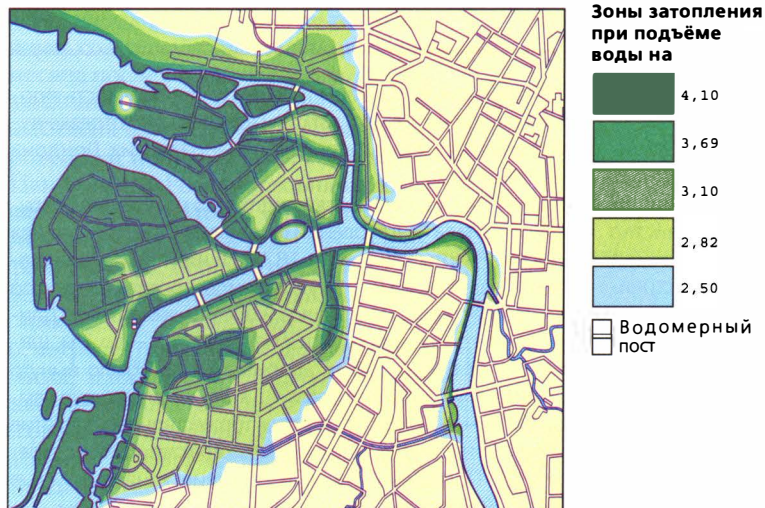 Зоны затопления
при подъёме
воды на
4,10
3,69
3,10
2,82
2,50
Водомерный
пост